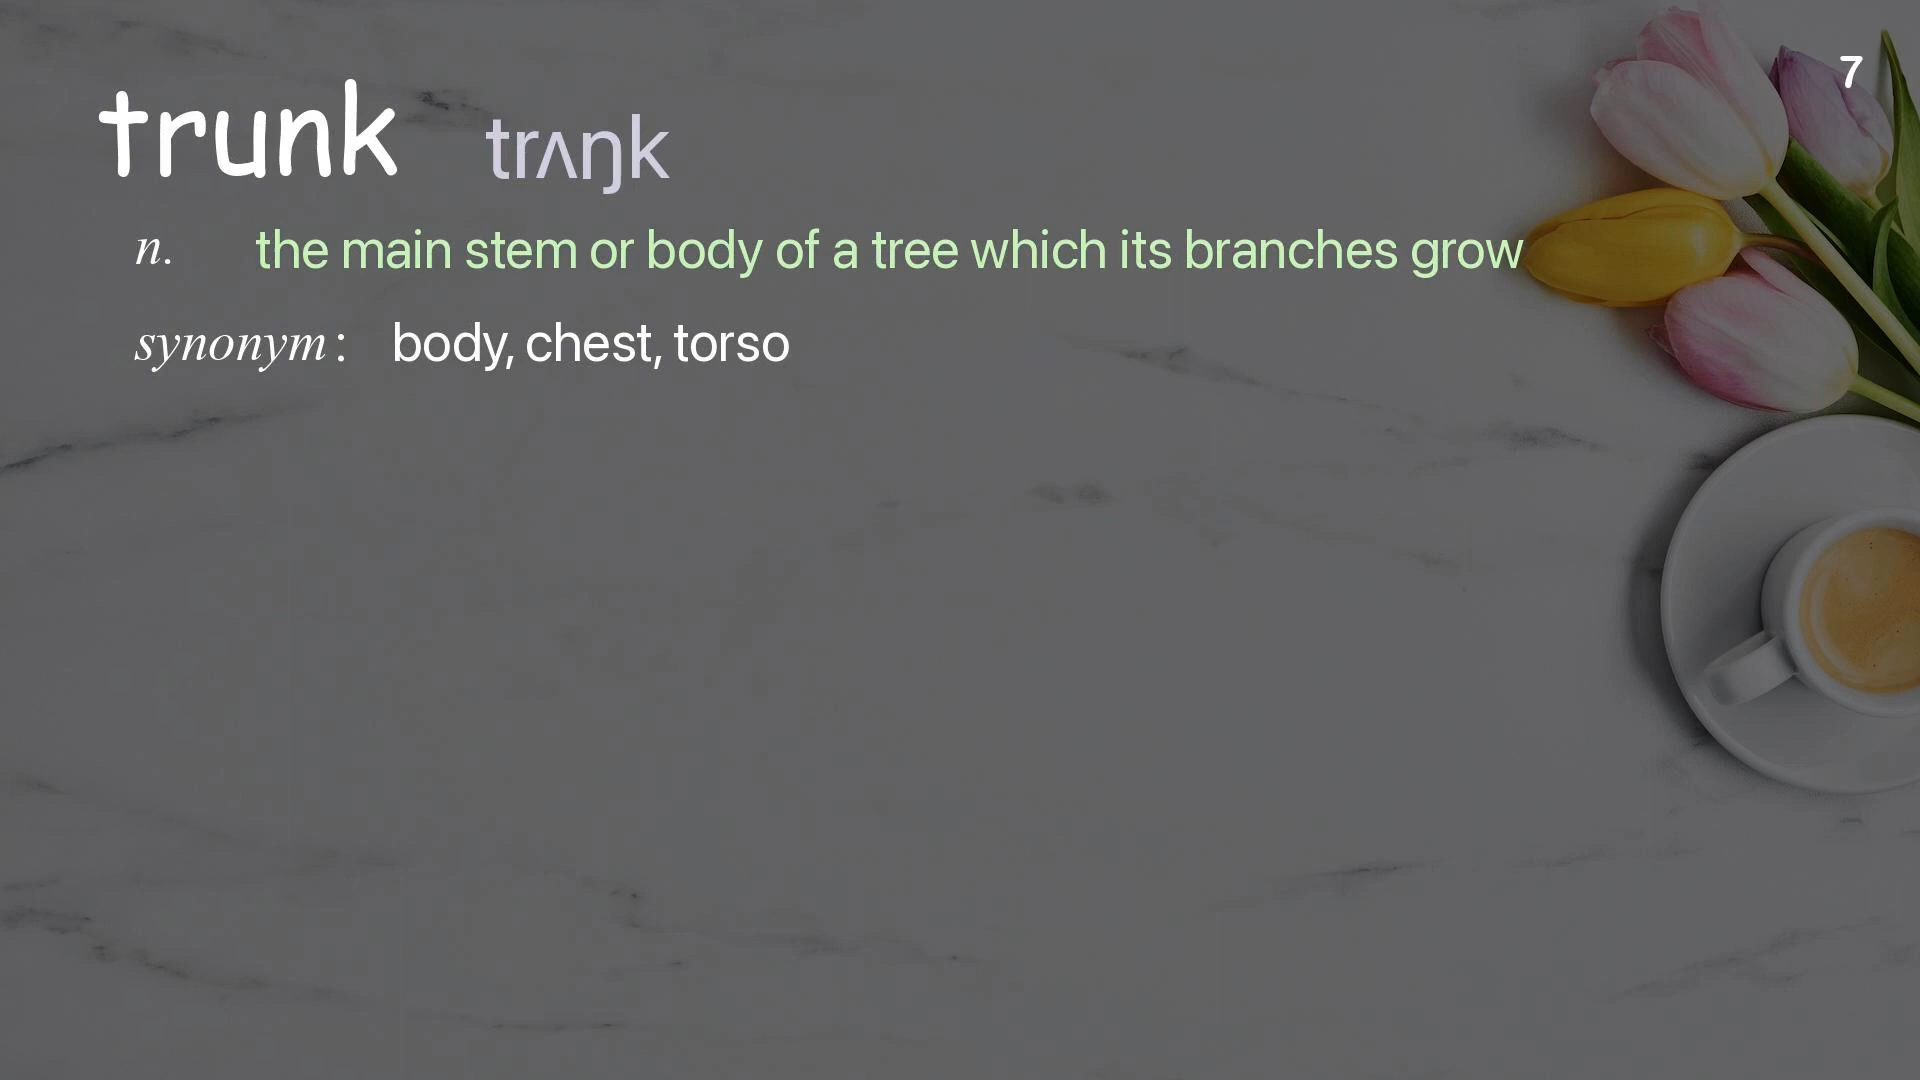 7
trunk trʌŋk
n. the main stem or body of a tree which its branches grow
synonym : body, chest, torso